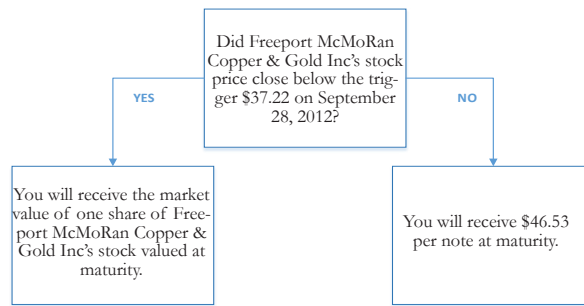 Did Freeport McMoRan
Copper & Gold Inc's stock
price close below the trig-
ger $37.22 on September
28, 2012?
YES
NO
You will receive the market
value of one share of Free-
port McMoRan Copper &
Gold Inc's stock valued at
maturity.
You will receive $46.53
per note at maturity.